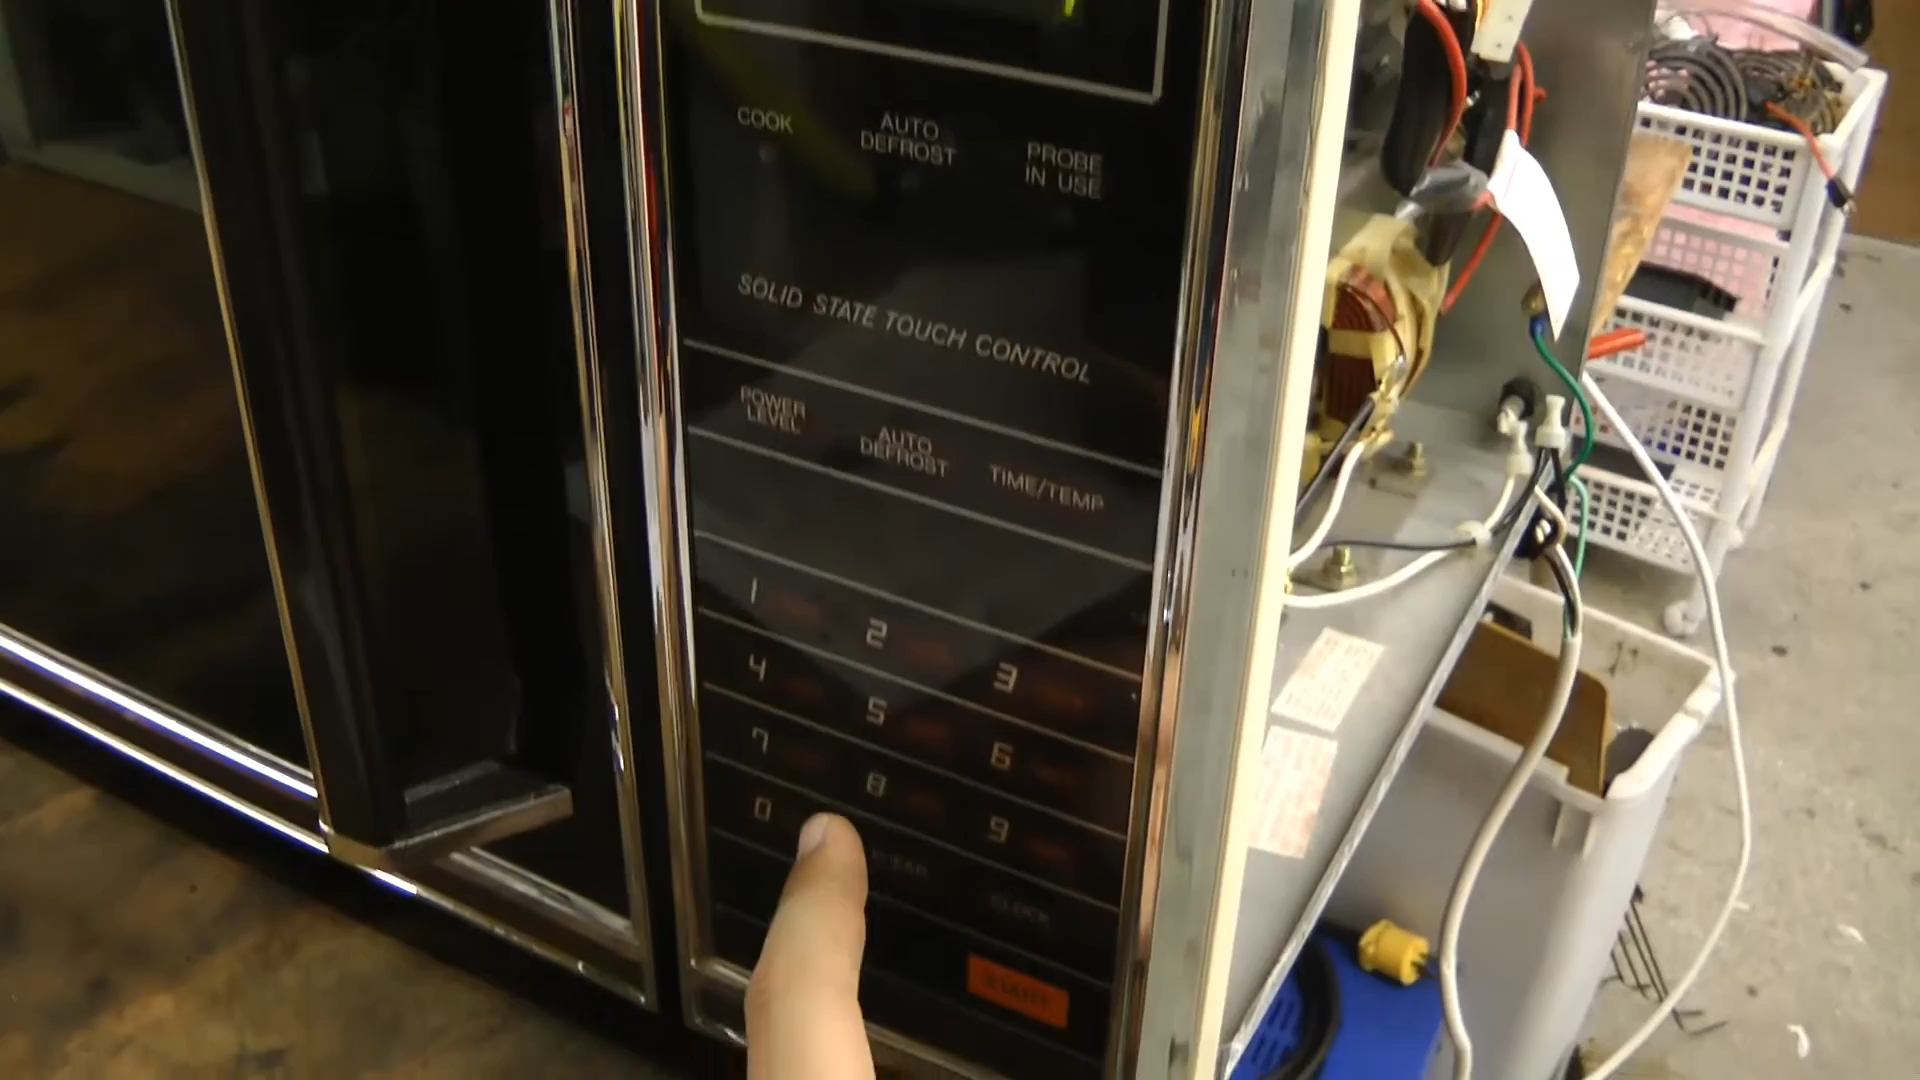 COOK
AUTO
DEFROST
PROBE
IN USE
SOLID STATE TOUCH CONTROL
POWER
LEVEL
AUTO
DEFROST
TIME/TEMP
1
2
3
4
5
6
7
8
9
0
CLEAR
CLOCK
START